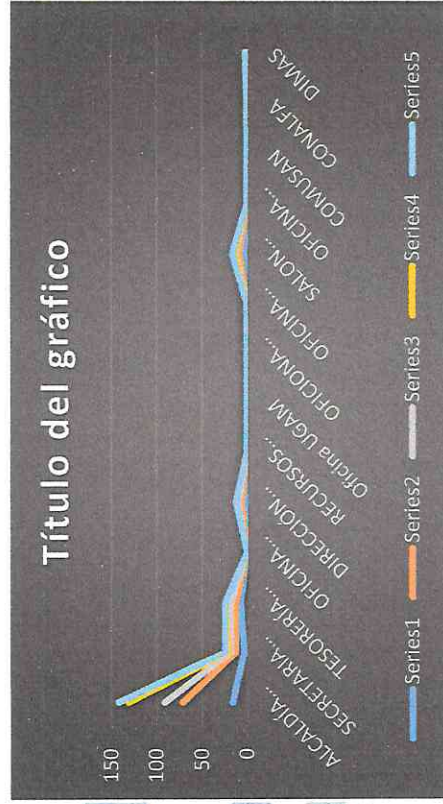 Título del gráfico
150
100
50
0
ALCALDÍA...
SECRETARIA...
TESORERÍA...
OFICINA...
DIRECCIÓN...
RECURSOS...
Oficina UGAM
OFICIONA...
OFICINA...
SALON...
OFICINA...
COMUSAN
CONALFA
DIMAS
Series1 Series2 Series3 Series4 Series5